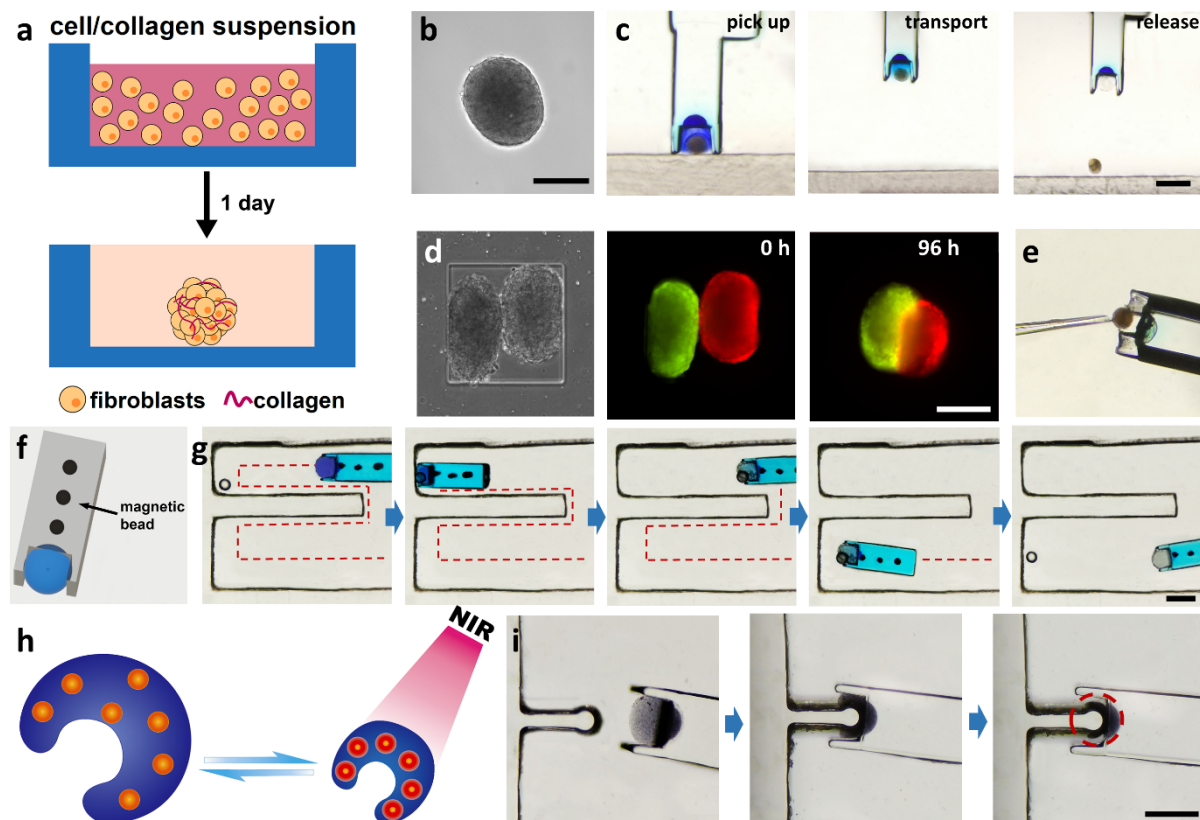 a
cell/collagen suspension
1 day
fibroblasts
collagen
b
c
pick up
transport
release
d
0 h
96 h
e
f
magnetic
bead
g
h
NIR
i